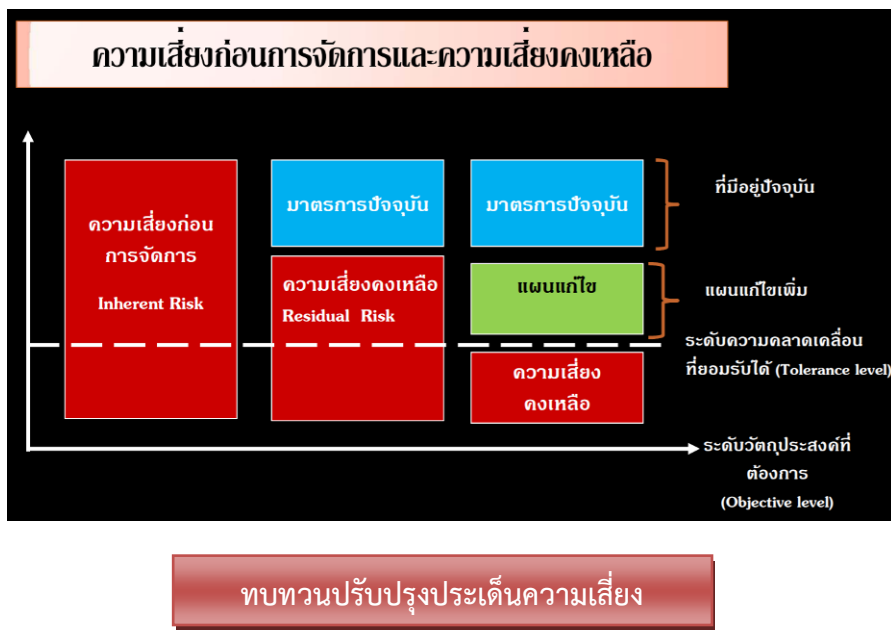 ความเสี่ยงก่อนการจัดการและความเสี่ยงคงเหลือ
ความเสี่ยงก่อน
การจัดการ
Inherent Risk
มาตรการปัจจุบัน
ความเสี่ยงคงเหลือ
Residual Risk
มาตรการปัจจุบัน
แผนแก้ไข
ความเสี่ยง
คงเหลือ
ที่มีอยู่ปัจจุบัน
แผนแก้ไขเพิ่ม
ระดับความคลาดเคลื่อน
ที่ยอมรับได้ (Tolerance level)
ระดับวัตถุประสงค์ที่
ต้องการ
(Objective level)
ทบทวนปรับปรุงประเด็นความเสี่ยง